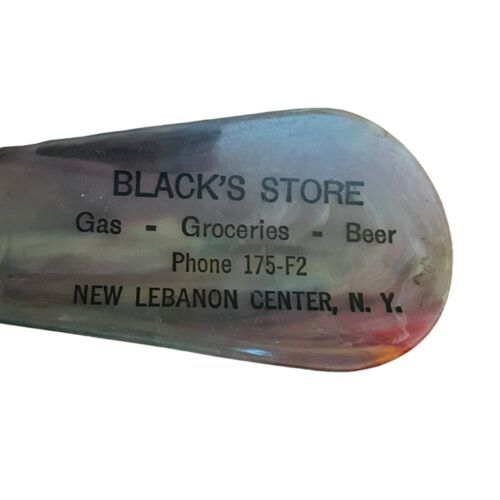 BLACK'S STORE
Gas - Groceries - Beer
Phone 175-F2
NEW LEBANON CENTER, N. Y.